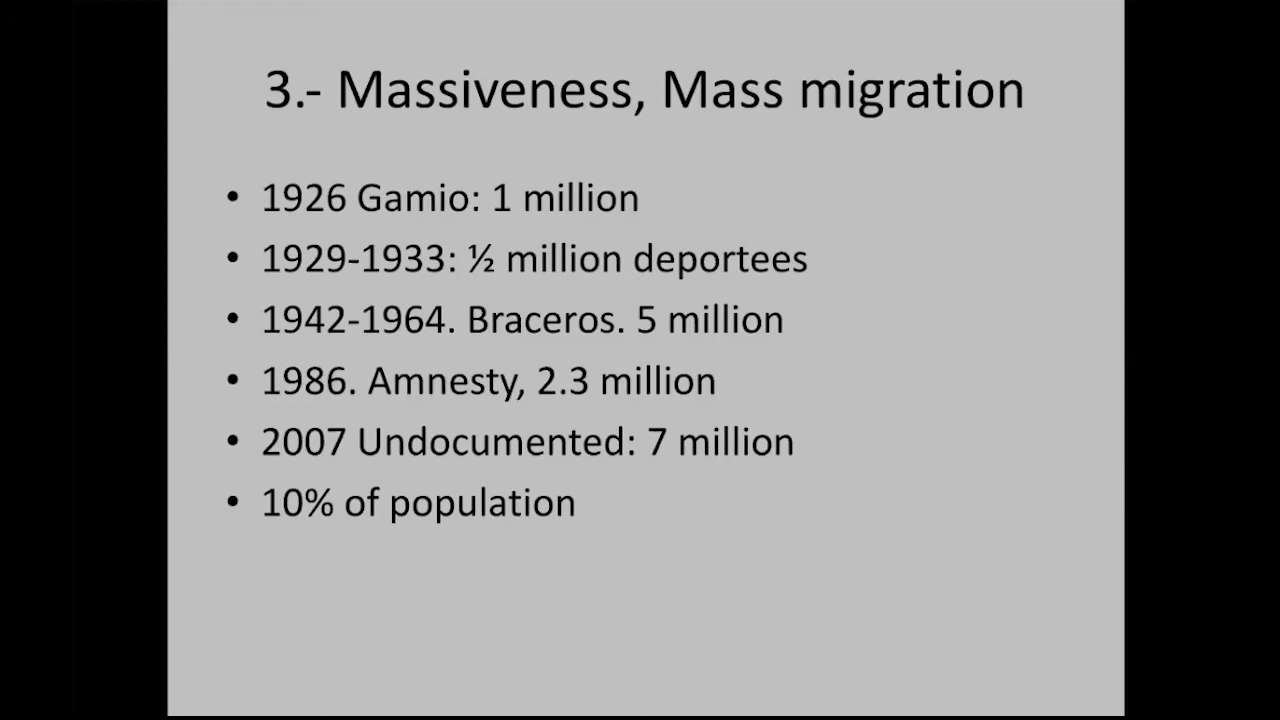 3.- Massiveness, Mass migration
• 1926 Gamio: 1 million
• 1929-1933: ½ million deportees
• 1942-1964. Braceros. 5 million
• 1986. Amnesty, 2.3 million
• 2007 Undocumented: 7 million
• 10% of population